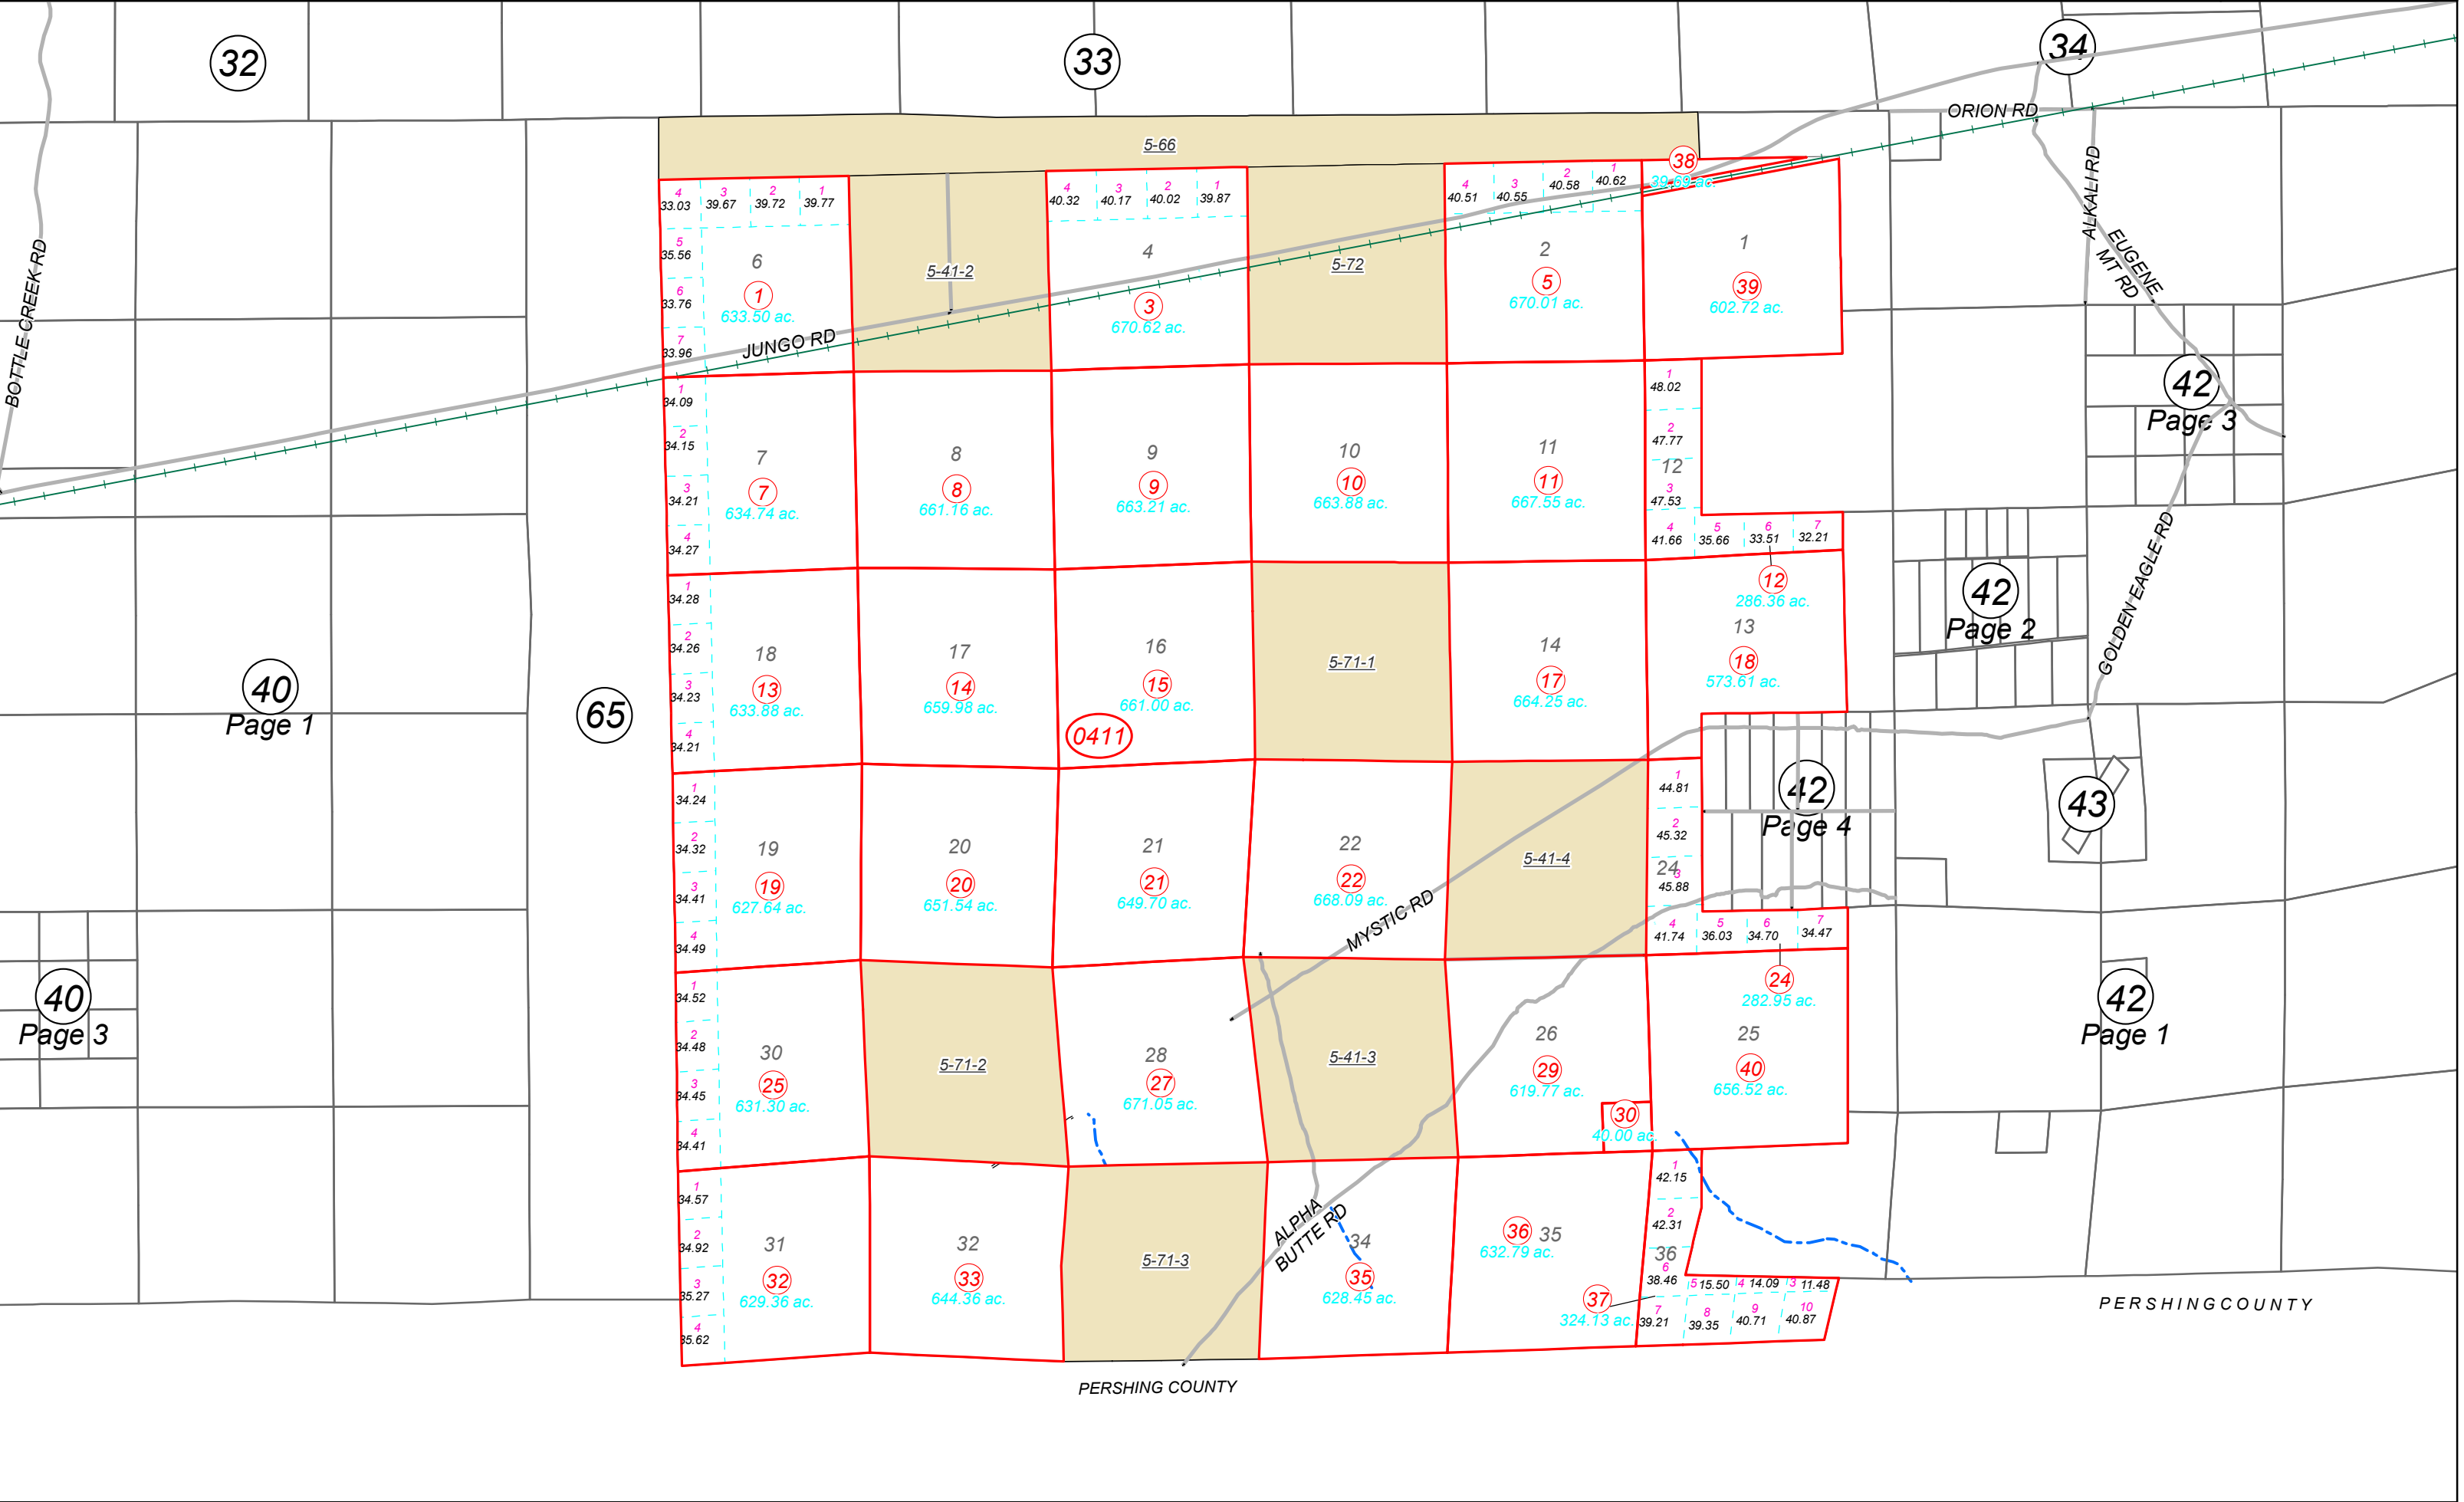 32
33
34
ORION RD
5-66
38
39.69 ac.
4 3 2 1
33.03 39.67 39.72 39.77
4 3 2 1
40.32 40.17 40.02 39.87
4 3 2 1
40.51 40.55 40.58 40.62
5
35.56
6
33.76
7
33.96
6
1
633.50 ac.
5-41-2
4
3
670.62 ac.
5-72
2
5
670.01 ac.
1
39
602.72 ac.
ALKALI RD
EUGENE
MT RD
BOTTLE CREEK RD
JUNGO RD
42
Page 3
1
34.09
2
34.15
3
34.21
4
34.27
7
7
634.74 ac.
8
8
661.16 ac.
9
9
663.21 ac.
10
10
663.88 ac.
11
11
667.55 ac.
1
48.02
2
47.77
12
3
47.53
4 5 6 7
41.66 35.66 33.51 32.21
12
286.36 ac.
42
Page 2
GOLDEN EAGLE RD
40
Page 1
65
1
34.28
2
34.26
3
34.23
4
34.21
18
13
633.88 ac.
17
14
659.98 ac.
16
15
661.00 ac.
0411
5-71-1
14
17
664.25 ac.
13
18
573.61 ac.
42
Page 4
43
1
34.24
2
34.32
3
34.41
4
34.49
19
19
627.64 ac.
20
20
651.54 ac.
21
21
649.70 ac.
22
22
668.09 ac.
MYSTIC RD
5-41-4
1
44.81
2
45.32
24
3
45.88
4 5 6 7
41.74 36.03 34.70 34.47
24
282.95 ac.
40
Page 3
42
Page 1
1
34.52
2
34.48
3
34.45
4
34.41
30
25
631.30 ac.
5-71-2
28
27
671.05 ac.
5-41-3
26
29
619.77 ac.
30
40.00 ac.
25
40
656.52 ac.
1
34.57
2
34.92
3
35.27
4
35.62
31
32
629.36 ac.
32
33
644.36 ac.
5-71-3
ALPHA
BUTTE RD
34
35
628.45 ac.
36 35
632.79 ac.
37
324.13 ac.
1
42.15
2
42.31
36
6
38.46
5 15.50 4 14.09 3 11.48
7 8 9 10
39.21 39.35 40.71 40.87
PERSHING COUNTY
PERSHING COUNTY